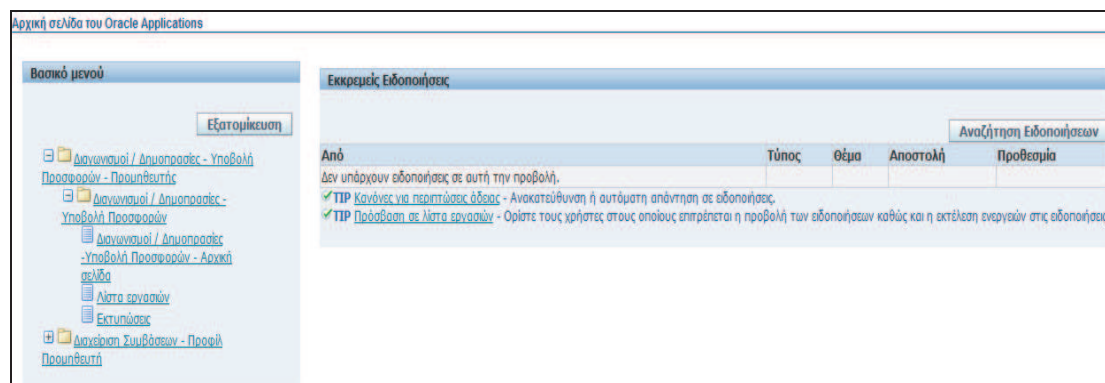 Αρχική σελίδα του Oracle Applications
Βασικό μενού
Εξατομίκευση
Διαγωνισμοί / Δημοπρασίες - Υποβολή
Προσφορών - Προμηθευτής
Διαγωνισμοί / Δημοπρασίες -
Υποβολή Προσφορών
Διαγωνισμοί / Δημοπρασίες
-Υποβολή Προσφορών - Αρχική
σελίδα
Λίστα εργασιών
Εκτυπώσεις
Διαχείριση Συμβάσεων - Προφίλ
Προμηθευτή
Εκκρεμείς Ειδοποιήσεις
Αναζήτηση Ειδοποιήσεων
Από Τύπος Θέμα Αποστολή Προθεσμία
Δεν υπάρχουν ειδοποιήσεις σε αυτή την προβολή.
TIP Κανόνες για περιπτώσεις άδειας - Ανακατεύθυνση ή αυτόματη απάντηση σε ειδοποιήσεις.
TIP Πρόσβαση σε λίστα εργασιών - Ορίστε τους χρήστες στους οποίους επιτρέπεται η προβολή των ειδοποιήσεων καθώς και η εκτέλεση ενεργειών στις ειδοποιήσεις